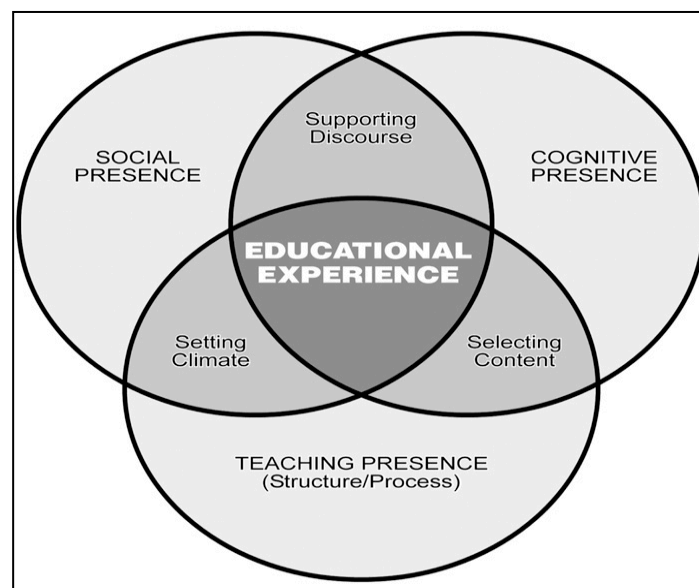 Supporting
Discourse
SOCIAL
PRESENCE
COGNITIVE
PRESENCE
EDUCATIONAL
EXPERIENCE
Setting
Climate
Selecting
Content
TEACHING PRESENCE
(Structure/Process)